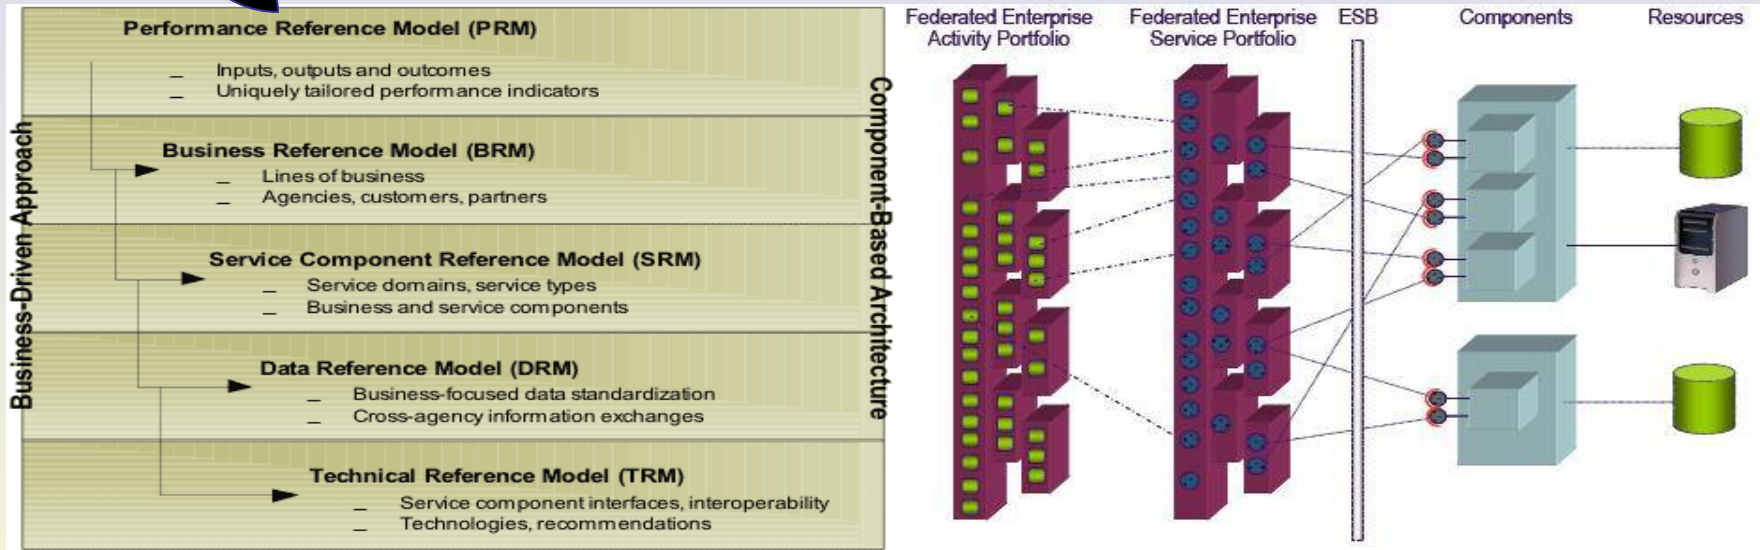 Performance Reference Model (PRM)
_ Inputs, outputs and outcomes
_ Uniquely tailored performance indicators
Business Reference Model (BRM)
_ Lines of business
_ Agencies, customers, partners
Service Component Reference Model (SRM)
_ Service domains, service types
_ Business and service components
Data Reference Model (DRM)
_ Business-focused data standardization
_ Cross-agency information exchanges
Technical Reference Model (TRM)
_ Service component interfaces, interoperability
_ Technologies, recommendations
Business-Driven Approach
Component-Based Architecture
Federated Enterprise
Activity Portfolio
Federated Enterprise
Service Portfolio
ESB
Components
Resources